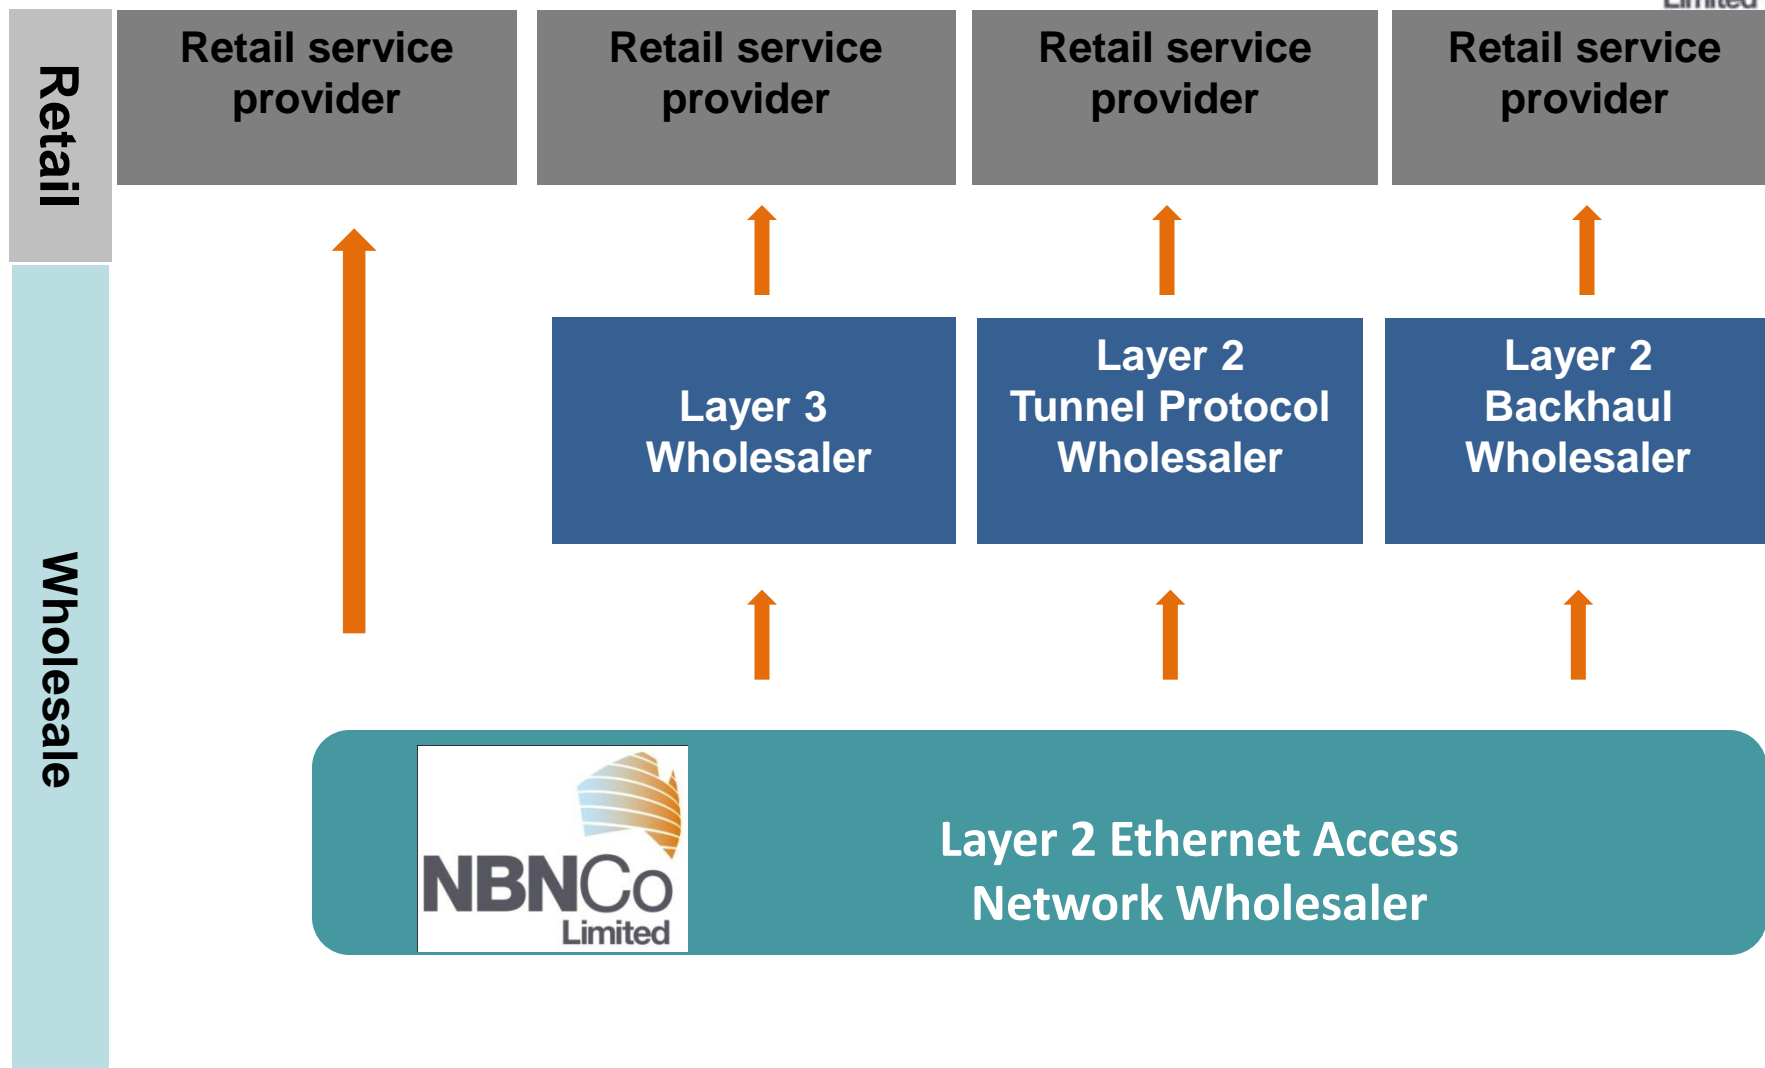 Limited
Retail
Retail service
provider
Retail service
provider
Retail service
provider
Retail service
provider
Wholesale
Layer 3
Wholesaler
Layer 2
Tunnel Protocol
Wholesaler
Layer 2
Backhaul
Wholesaler
NBNCo
Limited
Layer 2 Ethernet Access
Network Wholesaler